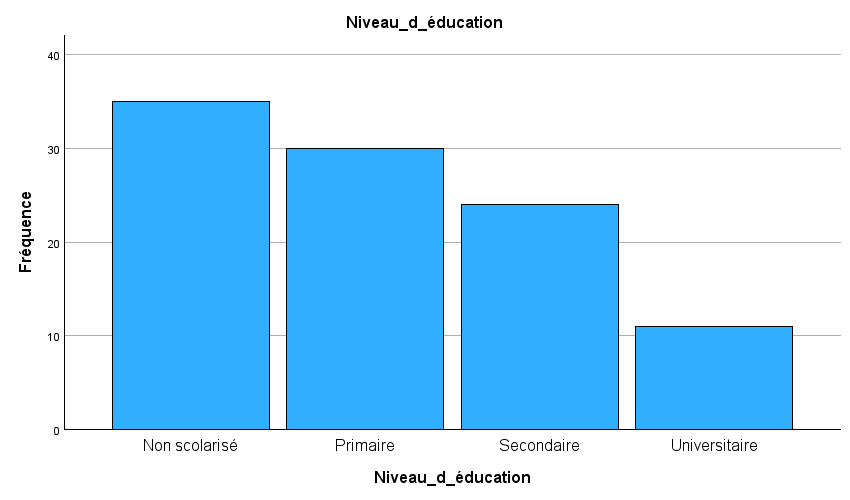 Niveau_d_éducation
40
30
20
10
0
Fréquence
Non scolarisé Primaire Secondaire Universitaire
Niveau_d_éducation